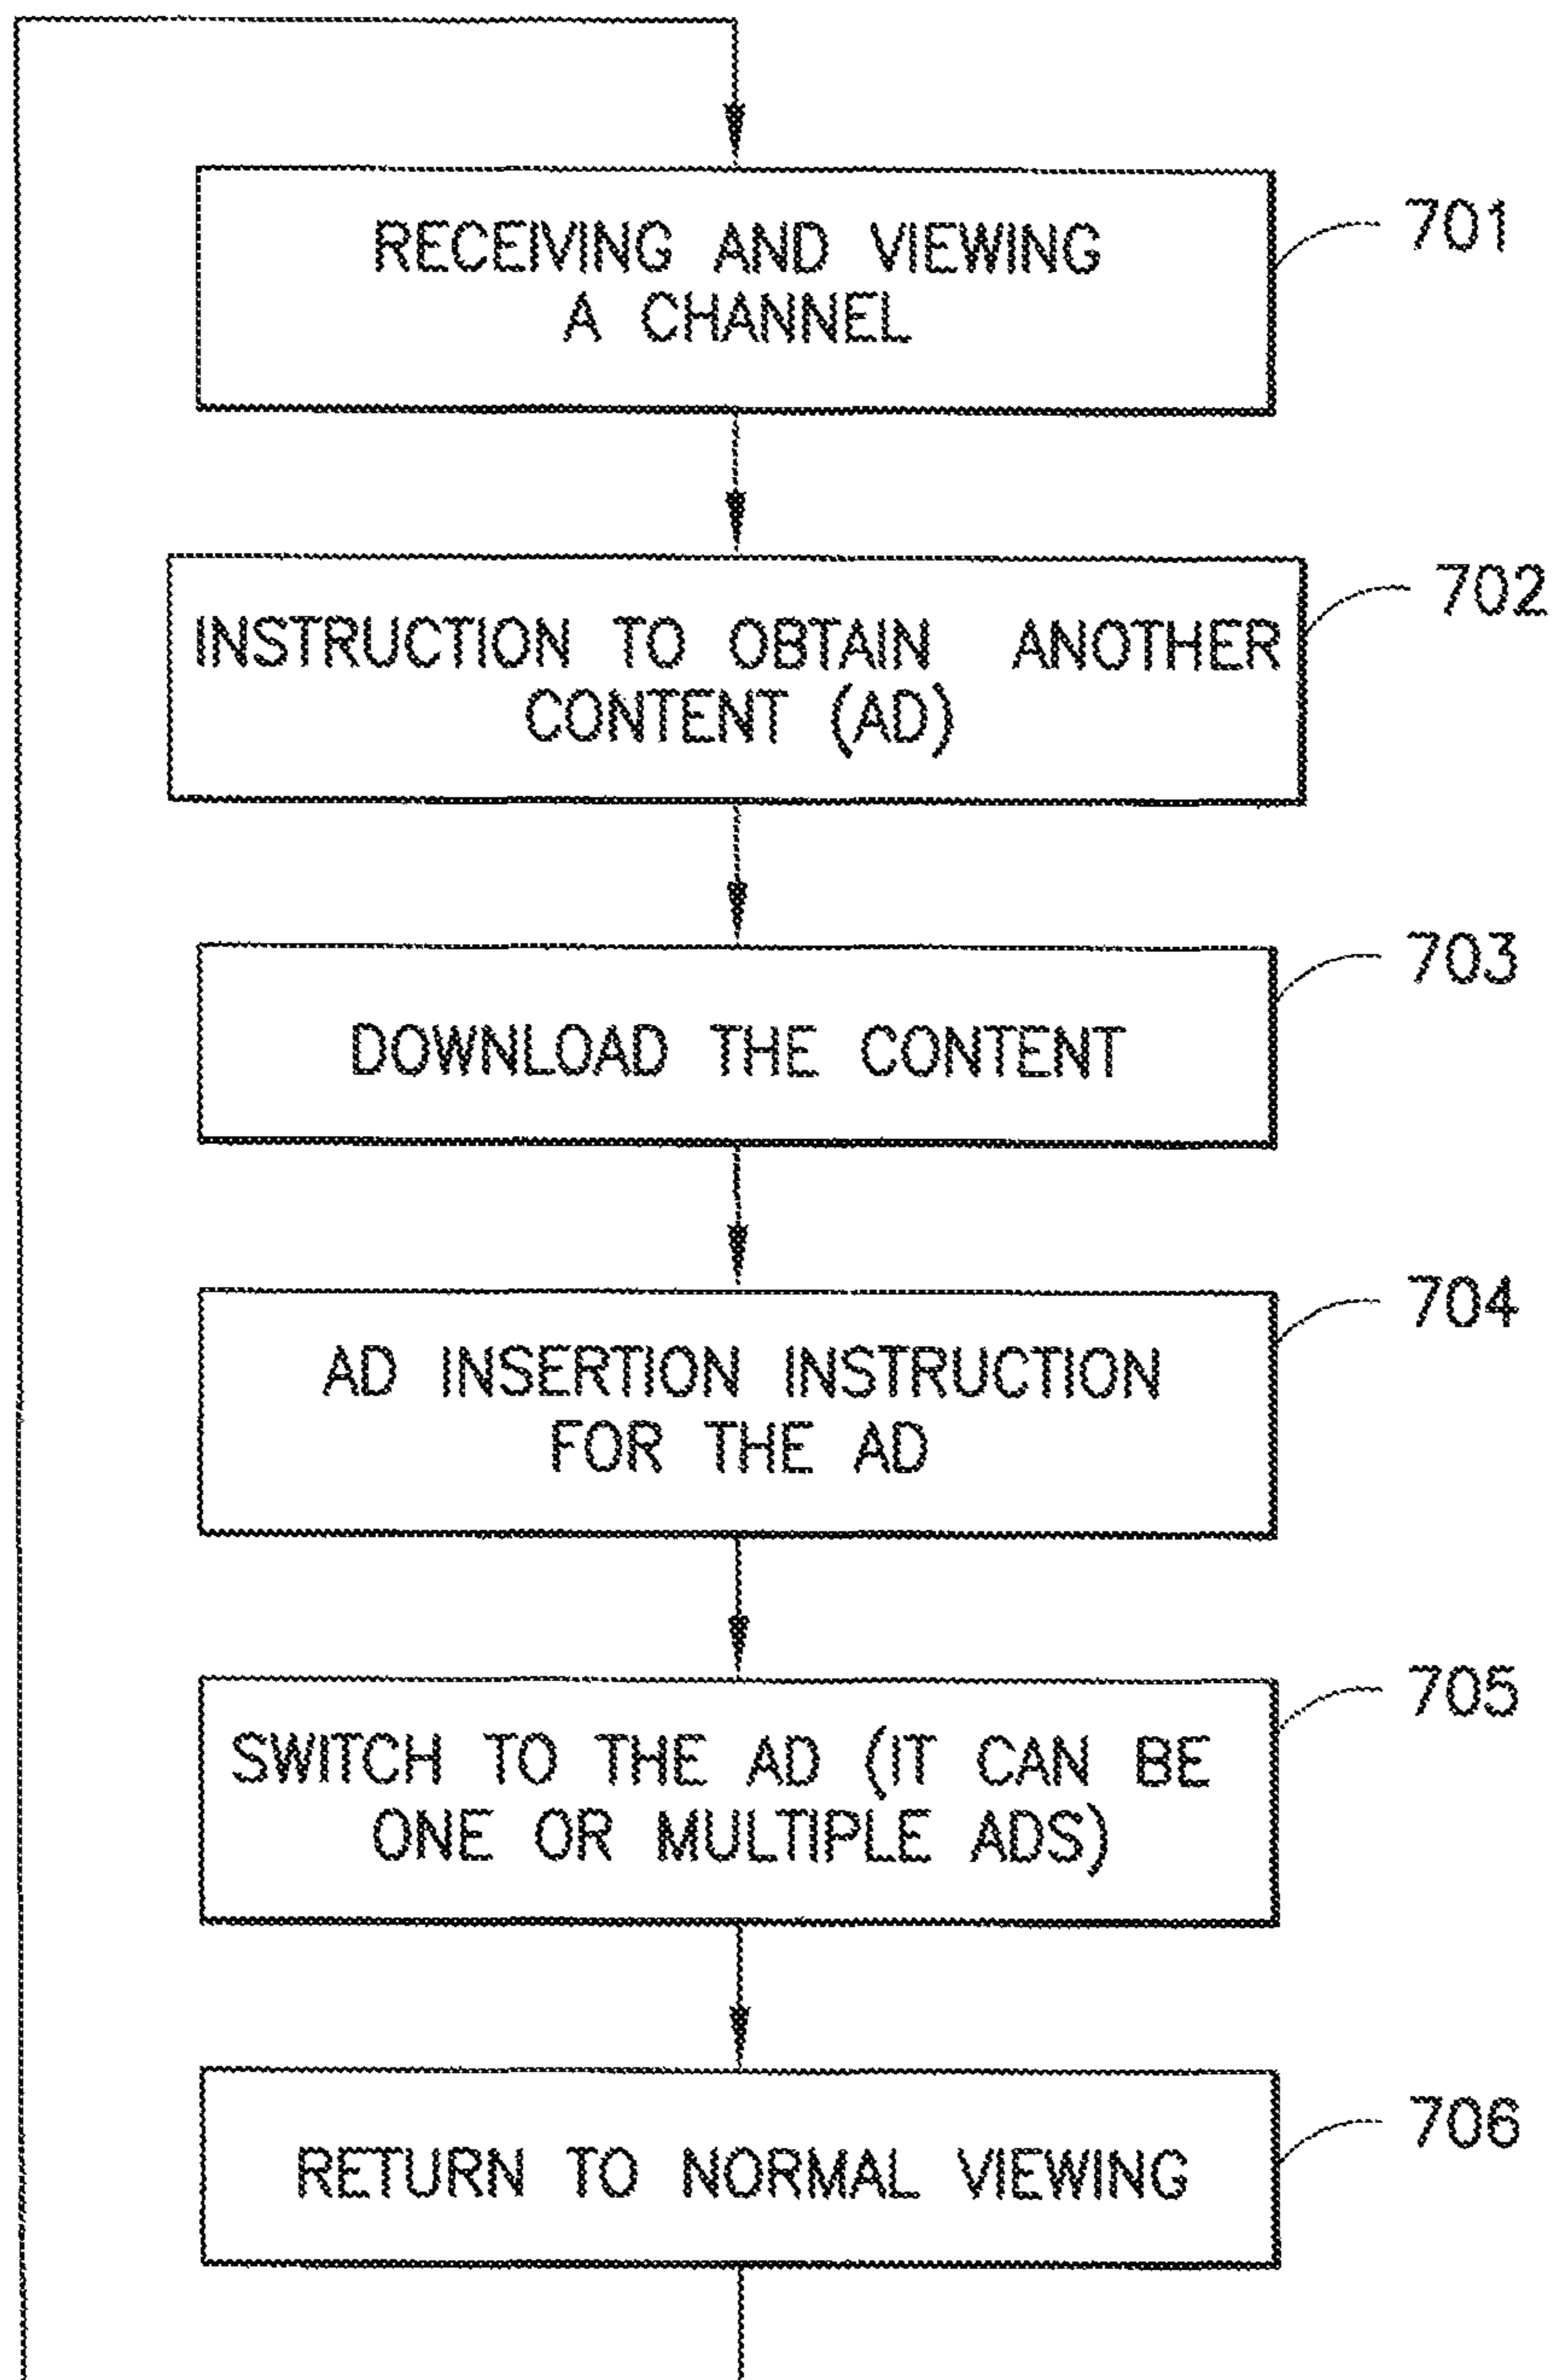 RECEIVING AND VIEWING
A CHANNEL
701
INSTRUCTION TO OBTAIN ANOTHER
CONTENT (AD)
702
DOWNLOAD THE CONTENT
703
AD INSERTION INSTRUCTION
FOR THE AD
704
SWITCH TO THE AD (IT CAN BE
ONE OR MULTIPLE ADS)
705
RETURN TO NORMAL VIEWING
706